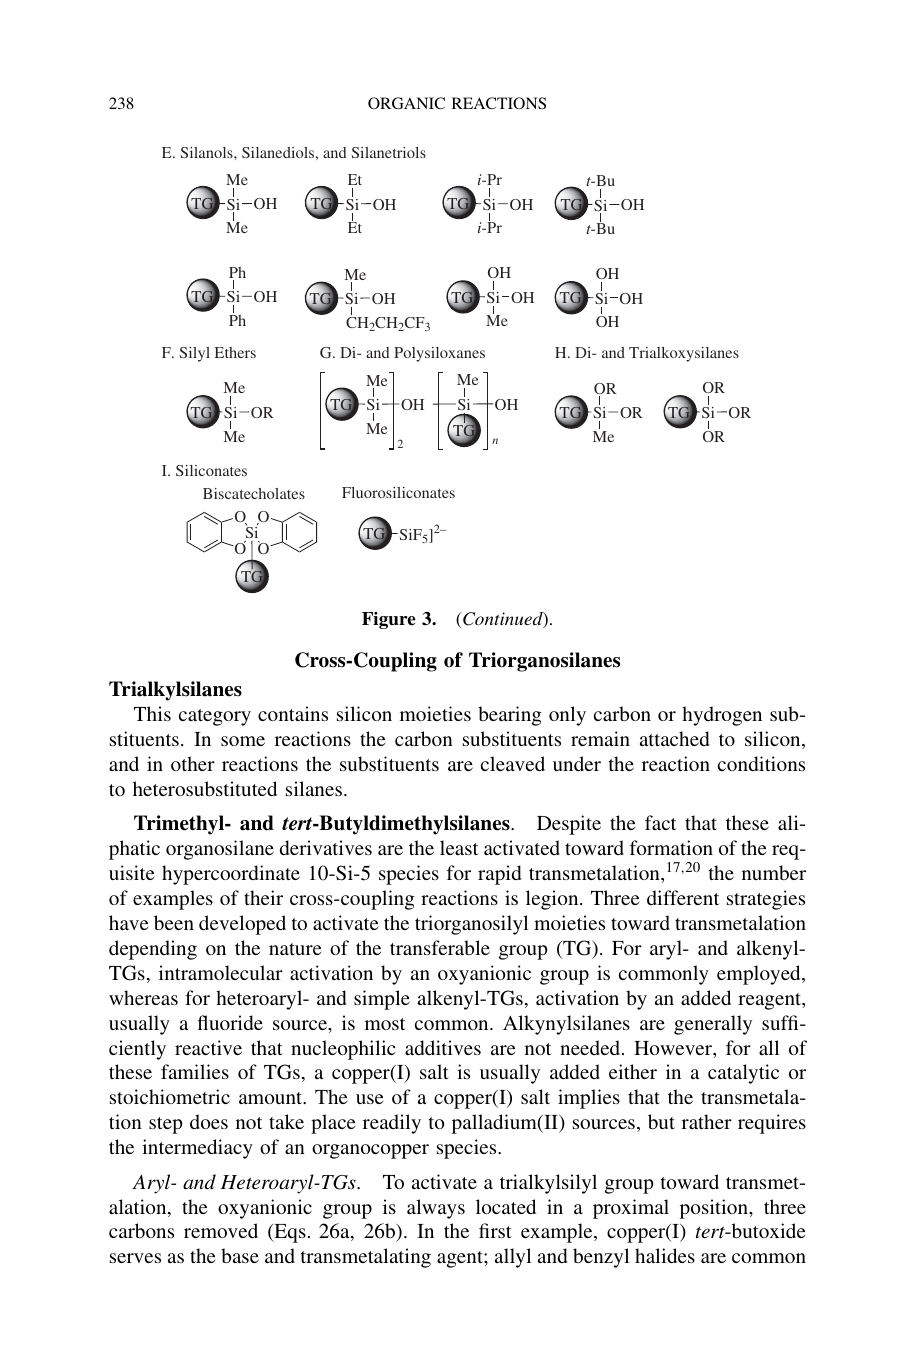 238
ORGANIC REACTIONS
E. Silanols, Silanediols, and Silanetriols
Me Et i-Pr t-Bu
TG Si OH TG Si OH TG Si OH TG Si OH
Me Et i-Pr t-Bu
Ph Me OH OH
TG Si OH TG Si OH TG Si OH TG Si OH
Ph CH2CH2CF3 Me OH
F. Silyl Ethers G. Di- and Polysiloxanes H. Di- and Trialkoxysilanes
Me Me Me OR OR
TG Si OR TG Si OH Si OH TG Si OR TG Si OR
Me Me 2 TG n Me OR
I. Siliconates
Biscatecholates Fluorosiliconates
O O
Si TG SiF5]2–
O O
TG
Figure 3. (Continued).
Cross-Coupling of Triorganosilanes
Trialkylsilanes
This category contains silicon moieties bearing only carbon or hydrogen sub-
stituents. In some reactions the carbon substituents remain attached to silicon,
and in other reactions the substituents are cleaved under the reaction conditions
to heterosubstituted silanes.
Trimethyl- and tert-Butyldimethylsilanes. Despite the fact that these ali-
phatic organosilane derivatives are the least activated toward formation of the req-
uisite hypercoordinate 10-Si-5 species for rapid transmetalation,17,20 the number
of examples of their cross-coupling reactions is legion. Three different strategies
have been developed to activate the triorganosilyl moieties toward transmetalation
depending on the nature of the transferable group (TG). For aryl- and alkenyl-
TGs, intramolecular activation by an oxyanionic group is commonly employed,
whereas for heteroaryl- and simple alkenyl-TGs, activation by an added reagent,
usually a fluoride source, is most common. Alkynylsilanes are generally suffi-
ciently reactive that nucleophilic additives are not needed. However, for all of
these families of TGs, a copper(I) salt is usually added either in a catalytic or
stoichiometric amount. The use of a copper(I) salt implies that the transmetala-
tion step does not take place readily to palladium(II) sources, but rather requires
the intermediacy of an organocopper species.
Aryl- and Heteroaryl-TGs. To activate a trialkylsilyl group toward transmet-
alation, the oxyanionic group is always located in a proximal position, three
carbons removed (Eqs. 26a, 26b). In the first example, copper(I) tert-butoxide
serves as the base and transmetalating agent; allyl and benzyl halides are common